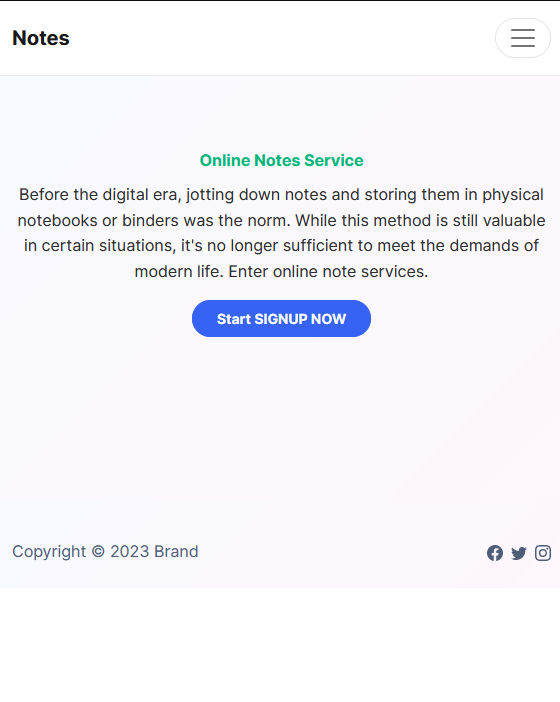 Notes
Online Notes Service
Before the digital era, jotting down notes and storing them in physical
notebooks or binders was the norm. While this method is still valuable
in certain situations, it's no longer sufficient to meet the demands of
modern life. Enter online note services.
Start SIGNUP NOW
Copyright © 2023 Brand